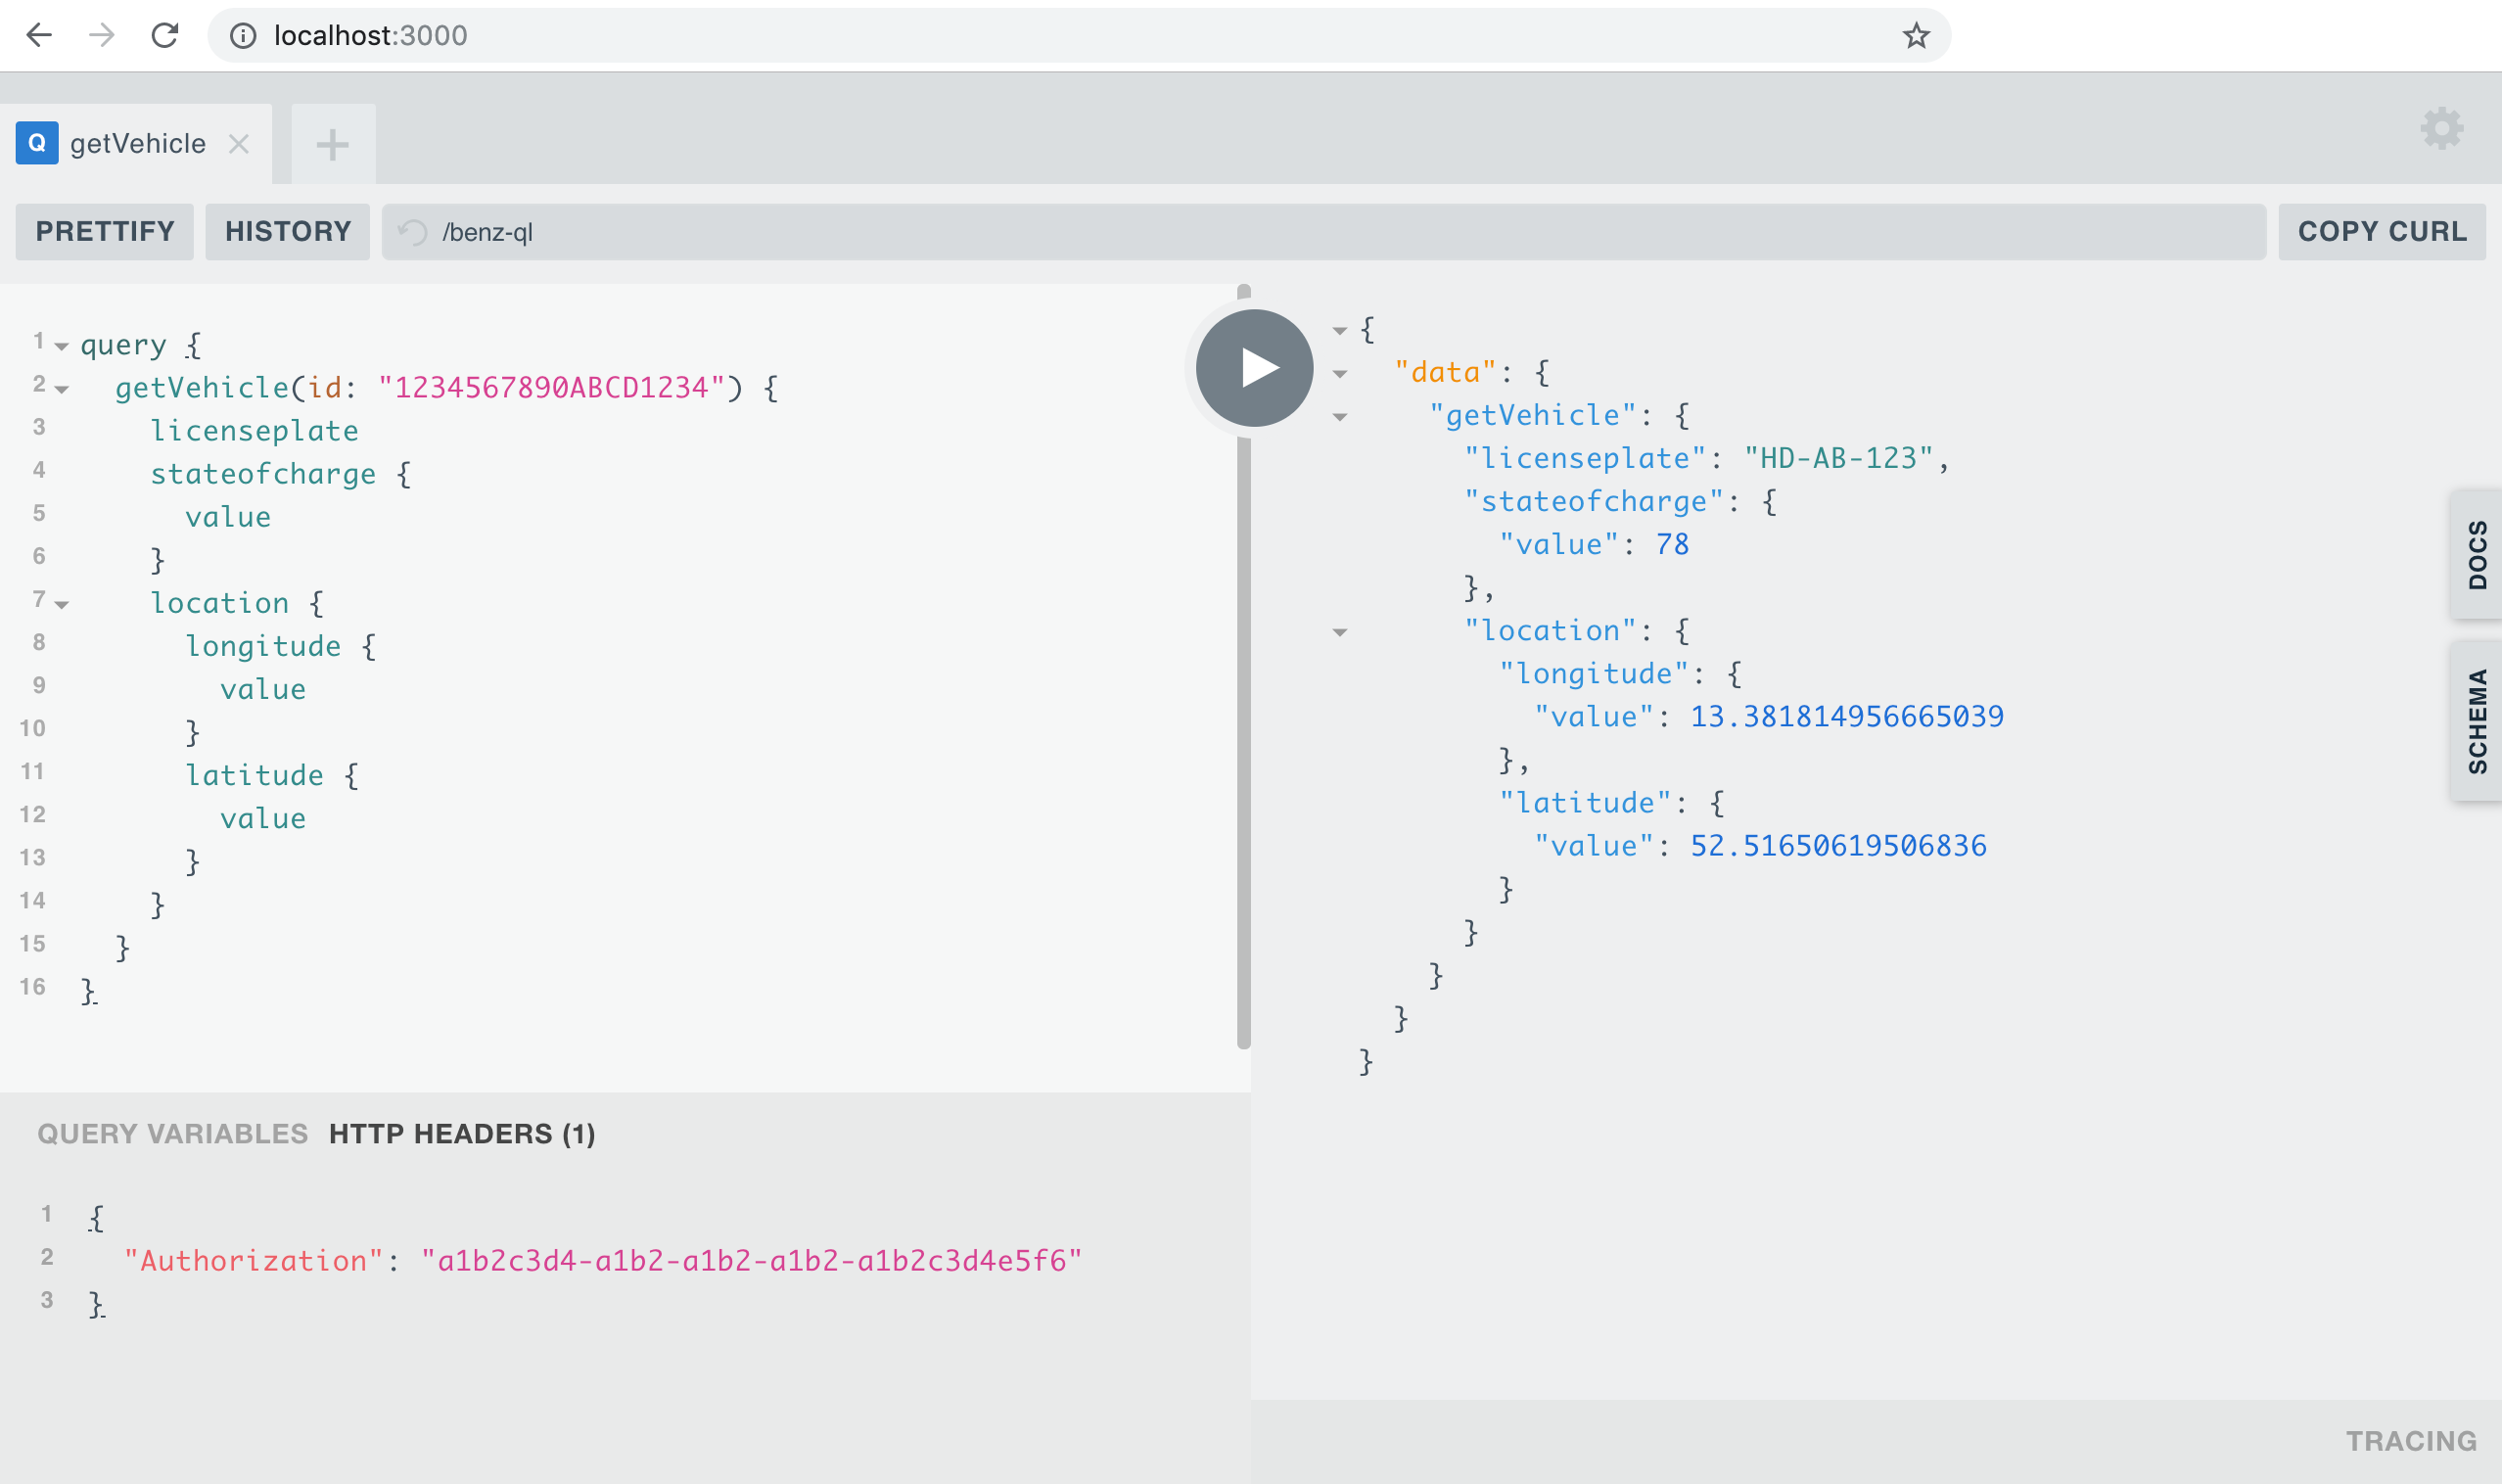 localhost:3000
Q getVehicle
PRETTIFY HISTORY /benz-ql COPY CURL
1 query {
2 getVehicle(id: "1234567890ABCD1234") {
3 licenseplate
4 stateofcharge {
5 value
6 }
7 location {
8 longitude {
9 value
10 }
11 latitude {
12 value
13 }
14 }
15 }
16 }
{
"data": {
"getVehicle": {
"licenseplate": "HD-AB-123",
"stateofcharge": {
"value": 78
},
"location": {
"longitude": {
"value": 13.381814956665039
},
"latitude": {
"value": 52.51650619506836
}
}
}
}
}
DOCS
SCHEMA
QUERY VARIABLES HTTP HEADERS (1)
1 {
2 "Authorization": "a1b2c3d4-a1b2-a1b2-a1b2-a1b2c3d4e5f6"
3 }
TRACING